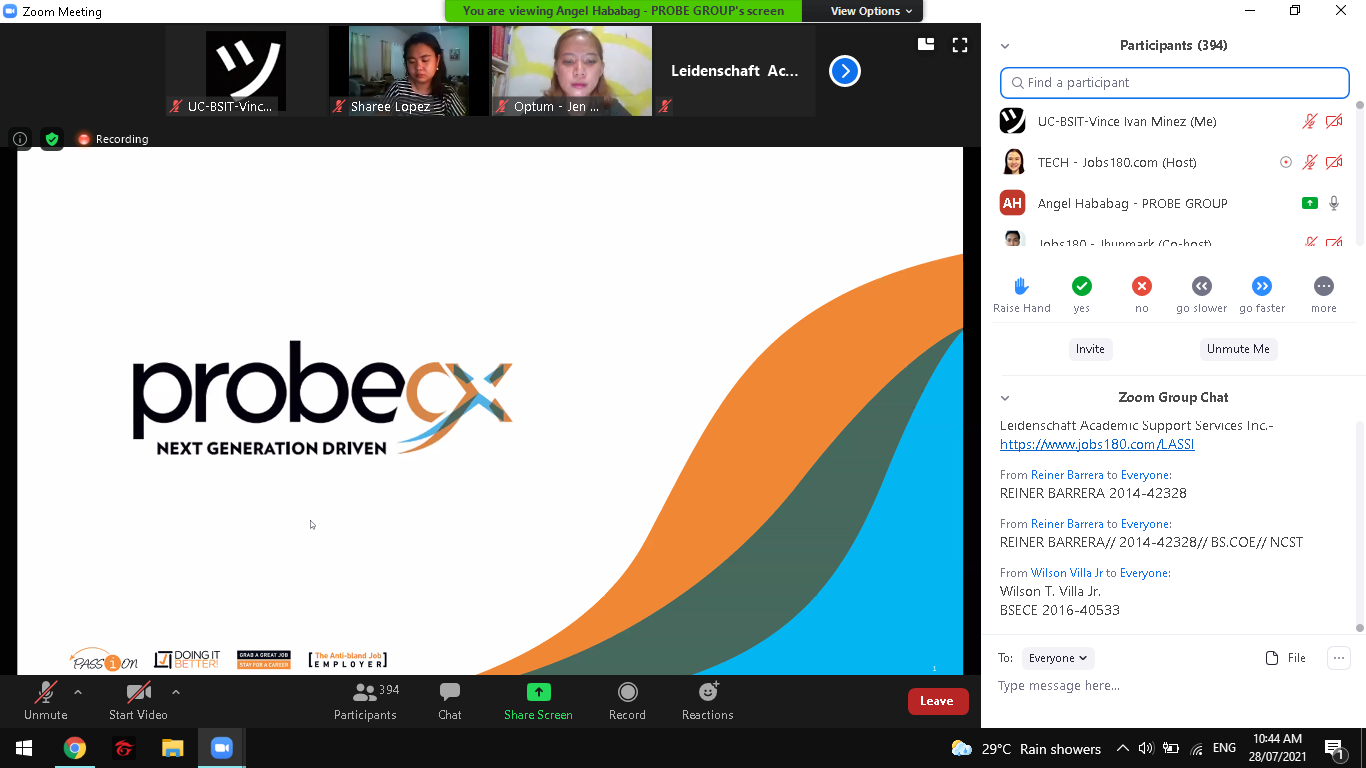 Zoom Meeting
You are viewing Angel Hababag - PROBE GROUP's screen
View Options
UC-BSIT-Vinc...
Sharee Lopez
Optum - Jen ...
Leidenschaft Ac...
Recording
probecx
NEXT GENERATION DRIVEN
PASSiON
DOING IT
BETTER!
GRAB A GREAT JOB
STAY FOR A CAREER
[The Anti-bland Job
EMPLOYER]
1
Unmute
Start Video
394
Participants
Chat
Share Screen
Record
Reactions
Leave
Participants (394)
Find a participant
UC-BSIT-Vince Ivan Minez (Me)
TECH - Jobs180.com (Host)
AH
Angel Hababag - PROBE GROUP
Jobs180 - Jhunmark (Co-host)
Raise Hand
yes
no
go slower
go faster
more
Invite
Unmute Me
Zoom Group Chat
Leidenschaft Academic Support Services Inc.-
https://www.jobs180.com/LASSI
From Reiner Barrera to Everyone:
REINER BARRERA 2014-42328
From Reiner Barrera to Everyone:
REINER BARRERA// 2014-42328// BS.COE// NCST
From Wilson Villa Jr to Everyone:
Wilson T. Villa Jr.
BSECE 2016-40533
To:
Everyone
File
Type message here...
29°C Rain showers
ENG
10:44 AM
28/07/2021
1